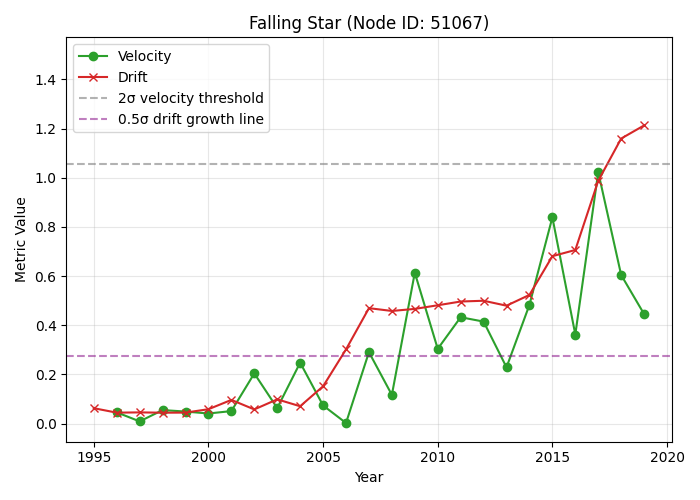 Falling Star (Node ID: 51067)
Velocity
Drift
2σ velocity threshold
0.5σ drift growth line
Metric Value
1.4
1.2
1.0
0.8
0.6
0.4
0.2
0.0
1995 2000 2005 2010 2015 2020
Year